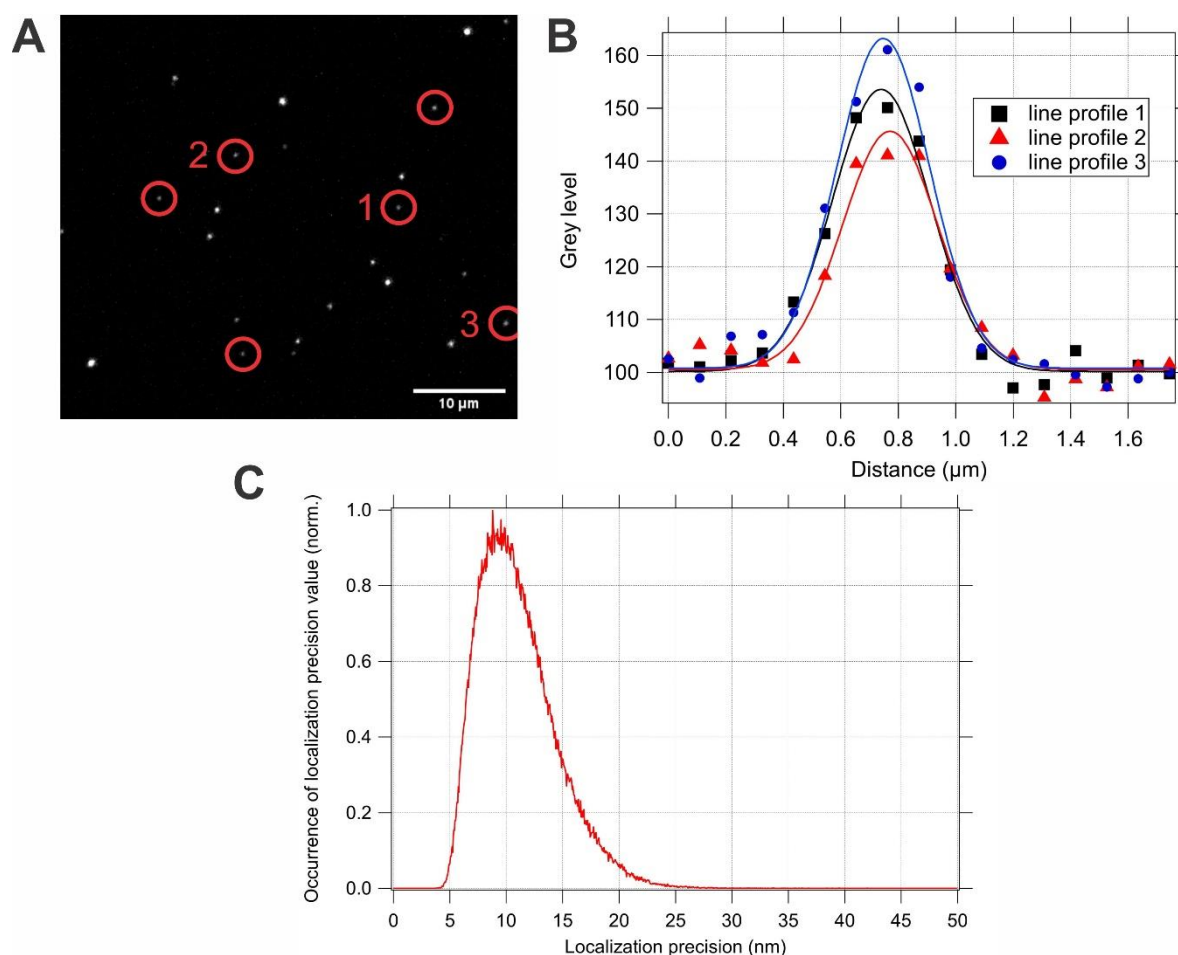 A
2
1
3
10 µm
B
160
150
140
130
120
110
100
Grey level
line profile 1
line profile 2
line profile 3
0.0 0.2 0.4 0.6 0.8 1.0 1.2 1.4 1.6
Distance (µm)
C
Occurrence of localization precision value (norm.)
1.0
0.8
0.6
0.4
0.2
0.0
0 5 10 15 20 25 30 35 40 45 50
Localization precision (nm)